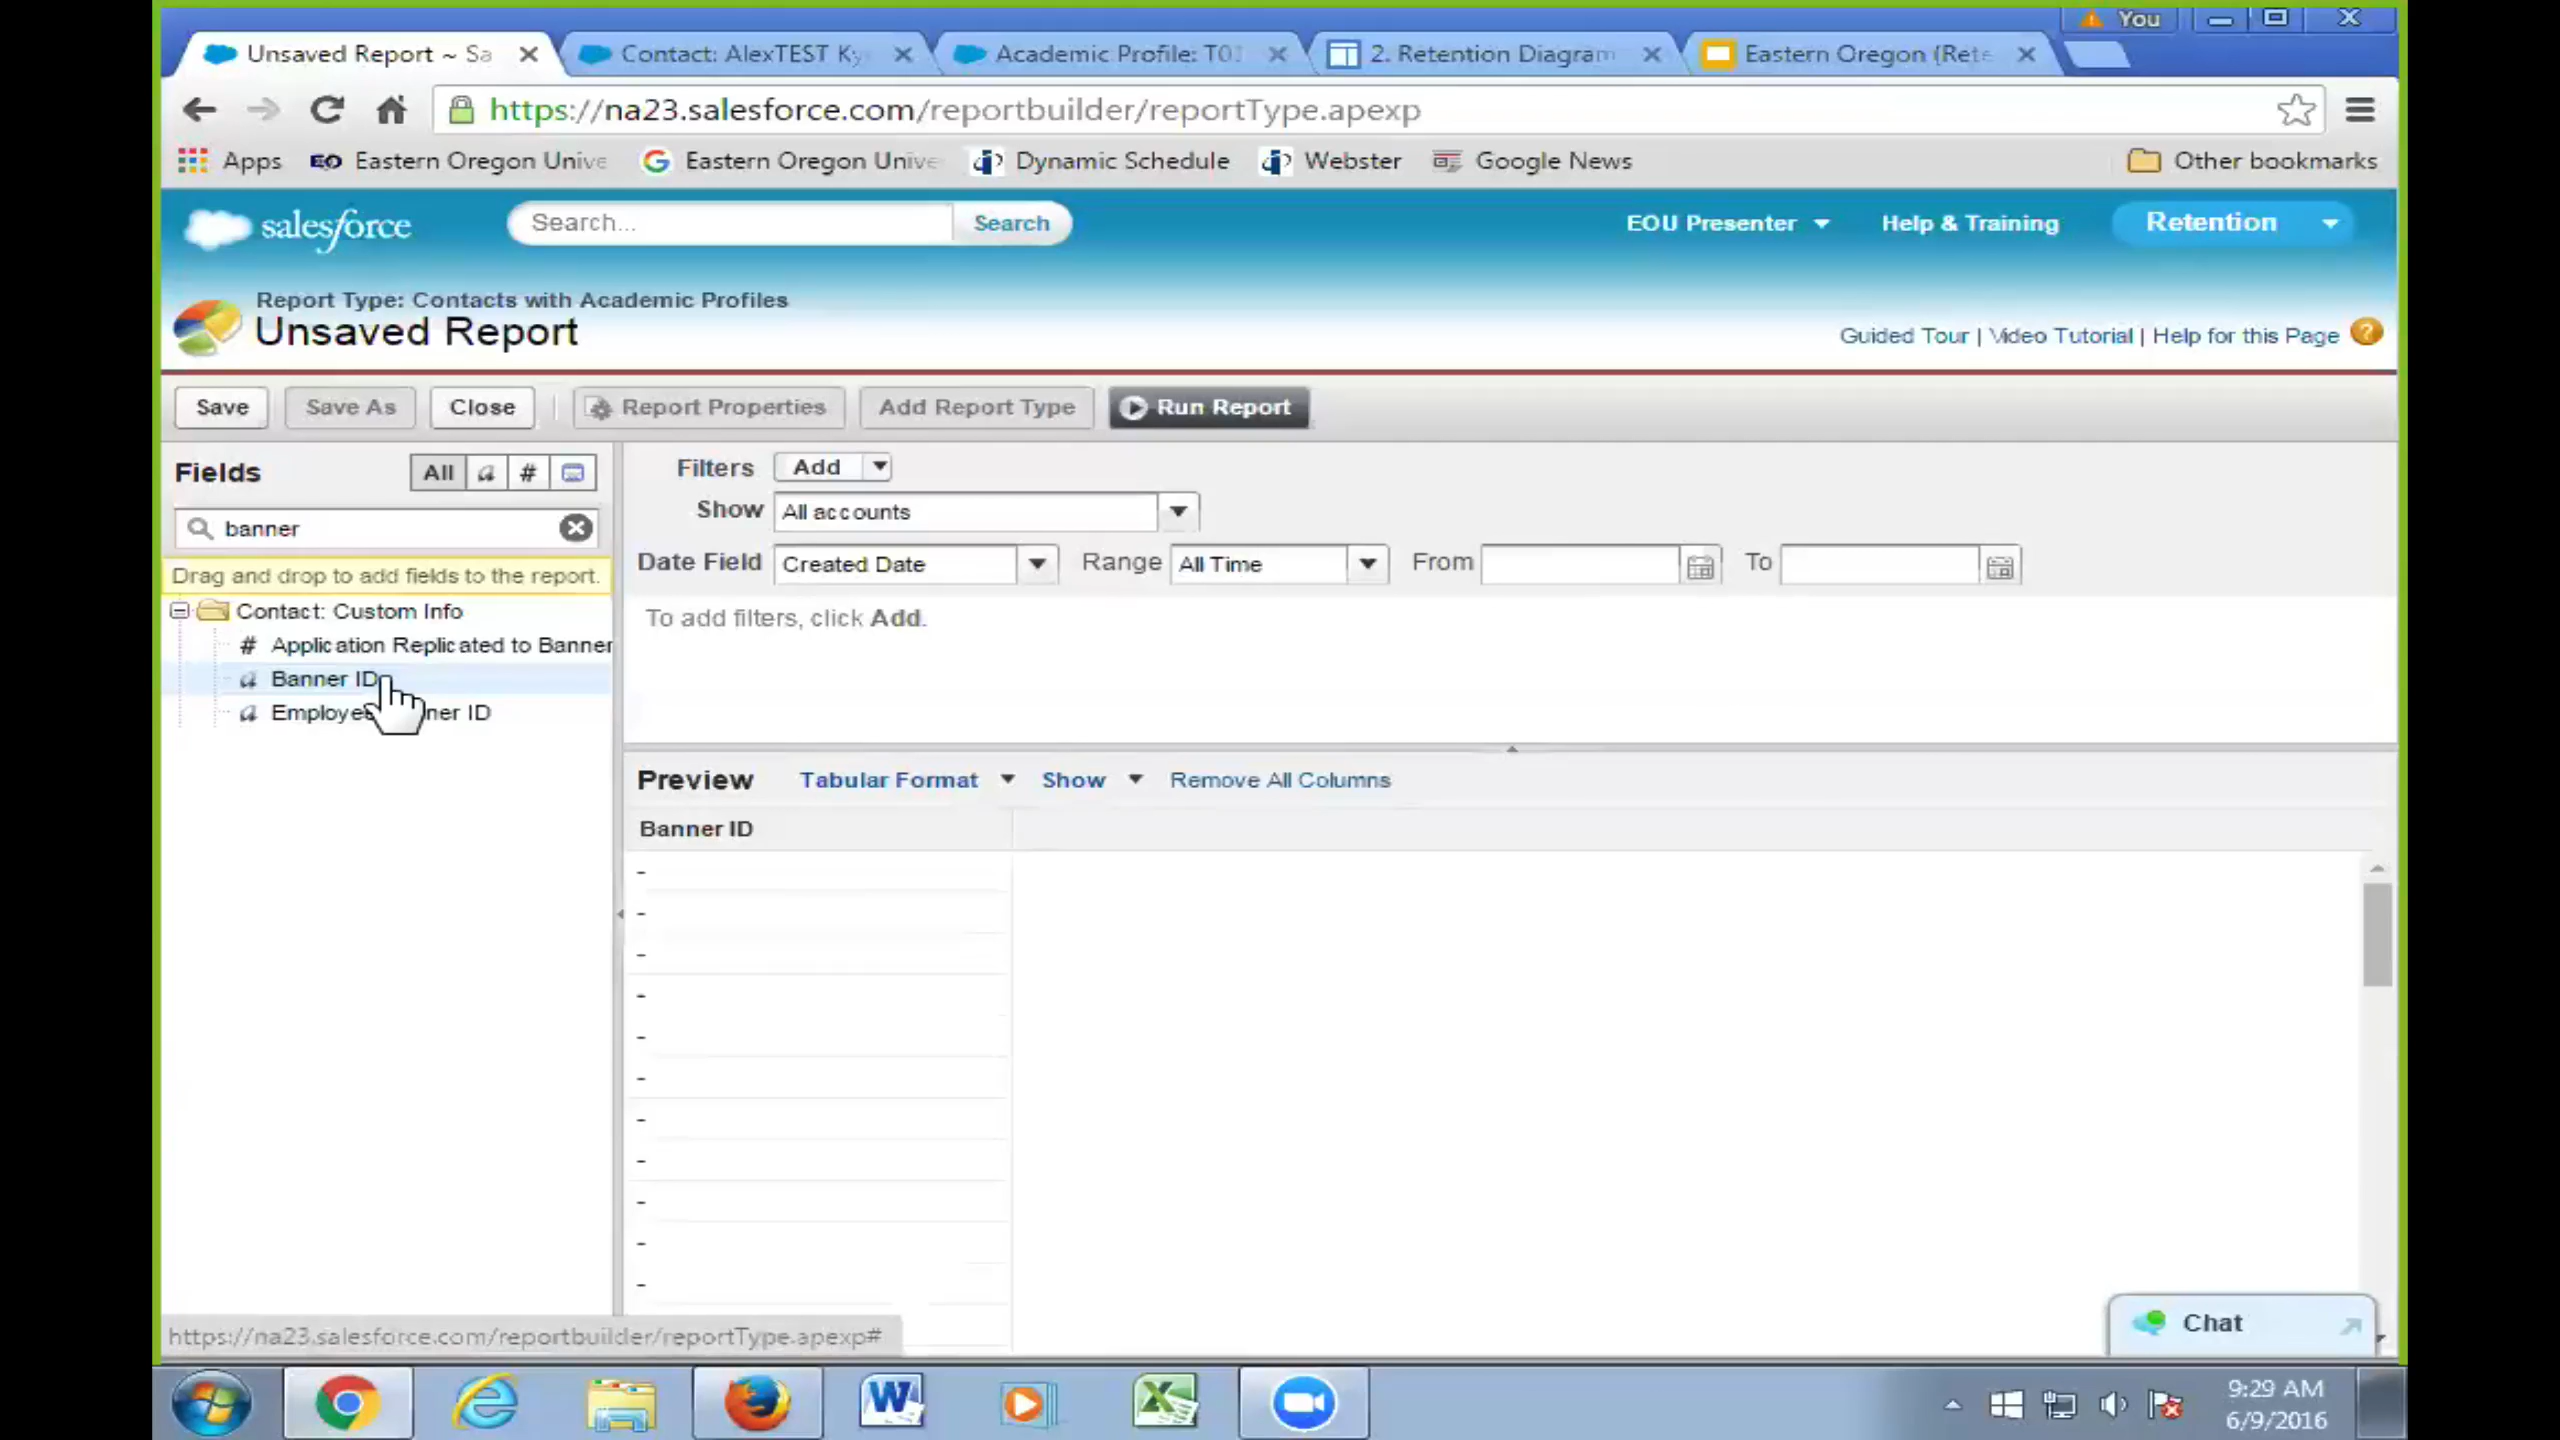 You
Unsaved Report ~ Sa
Contact: AlexTEST Ky
Academic Profile: T01
2. Retention Diagram
Eastern Oregon (Rete
https://na23.salesforce.com/reportbuilder/reportType.apexp
Apps
Eastern Oregon Unive
Eastern Oregon Unive
Dynamic Schedule
Webster
Google News
Other bookmarks
salesforce
Search...
Search
EOU Presenter
Help & Training
Retention
Report Type: Contacts with Academic Profiles
Unsaved Report
Guided Tour | Video Tutorial | Help for this Page
Save
Save As
Close
Report Properties
Add Report Type
Run Report
Fields
All
#
Filters
Add
banner
Show
All accounts
Drag and drop to add fields to the report.
Date Field
Created Date
Range
All Time
From
To
Contact: Custom Info
To add filters, click Add.
# Application Replicated to Banner
Banner ID
ID
Preview
Tabular Format
Show
Remove All Columns
Banner ID
-
-
-
-
-
-
-
-
-
-
-
Chat
https://na23.salesforce.com/reportbuilder/reportType.apexp#
9:29 AM
6/9/2016